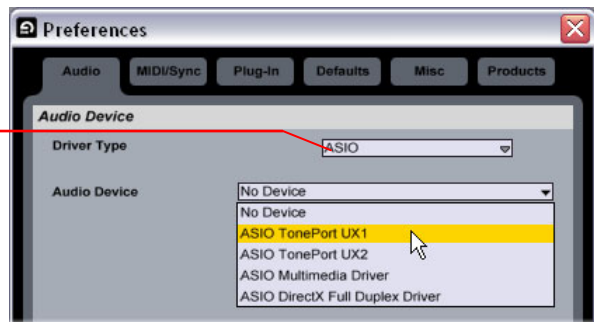 Preferences
Audio MIDI/Sync Plug-In Defaults Misc Products
Audio Device
Driver Type ASIO
Audio Device No Device
No Device
ASIO TonePort UX1
ASIO TonePort UX2
ASIO Multimedia Driver
ASIO DirectX Full Duplex Driver